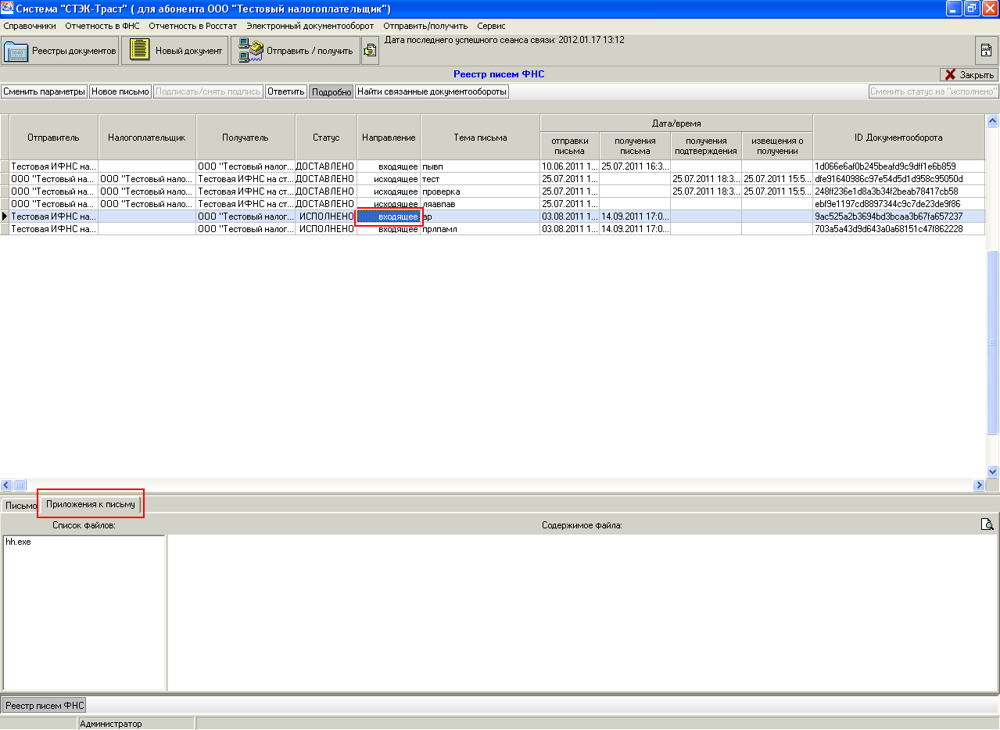 Система "СТЭК-Траст" ( для абонента ООО "Тестовый налогоплательщик")
Справочники Отчетность в ФНС Отчетность в Росстат Электронный документооборот Отправить/получить Сервис
Реестры документов Новый документ Отправить / получить Дата последнего успешного сеанса связи: 2012.01.17 13:12
Реестр писем ФНС Закрыть
Сменить параметры Новое письмо Подписать/снять подпись Ответить Подробно Найти связанные документообороты Сменить статус на "исполнено"
Дата/время
Отправитель Налогоплательщик Получатель Статус Направление Тема письма отправки письма получения письма получения подтверждения извещения о получении ID Документооборота
Тестовая ИФНС на... ООО "Тестовый налог... ДОСТАВЛЕНО входящее пывп 10.06.2011 1... 25.07.2011 16:3... 1d066e6af0b245beafd9c9dff1e6b859
ООО "Тестовый на... ООО "Тестовый нало... Тестовая ИФНС на ст... ДОСТАВЛЕНО исходящее тест 25.07.2011 1... 25.07.2011 18:3... 25.07.2011 15:5... dfe91640986c97e54d5d1d958c95050d
ООО "Тестовый на... ООО "Тестовый нало... Тестовая ИФНС на ст... ДОСТАВЛЕНО исходящее проверка 25.07.2011 1... 25.07.2011 18:3... 25.07.2011 15:5... 248ff236e1d8a3b34f2beab78417cb58
ООО "Тестовый на... ООО "Тестовый нало... Тестовая ИФНС на ст... ДОСТАВЛЕНО исходящее ляавпав 25.07.2011 1... ebf9e1197cd8897344c9c7de23de9f86
Тестовая ИФНС на... ООО "Тестовый налог... ИСПОЛНЕНО входящее ар 03.08.2011 1... 14.09.2011 17:0... 9ac525a2b3694bd3bcaa3b67fa657237
Тестовая ИФНС на... ООО "Тестовый налог... ИСПОЛНЕНО входящее прлпамл 03.08.2011 1... 14.09.2011 17:0... 703a5a43d9d643a0a68151c47f862228
Письмо Приложения к письму
Список файлов: Содержимое файла:
hh.exe
Реестр писем ФНС
Администратор